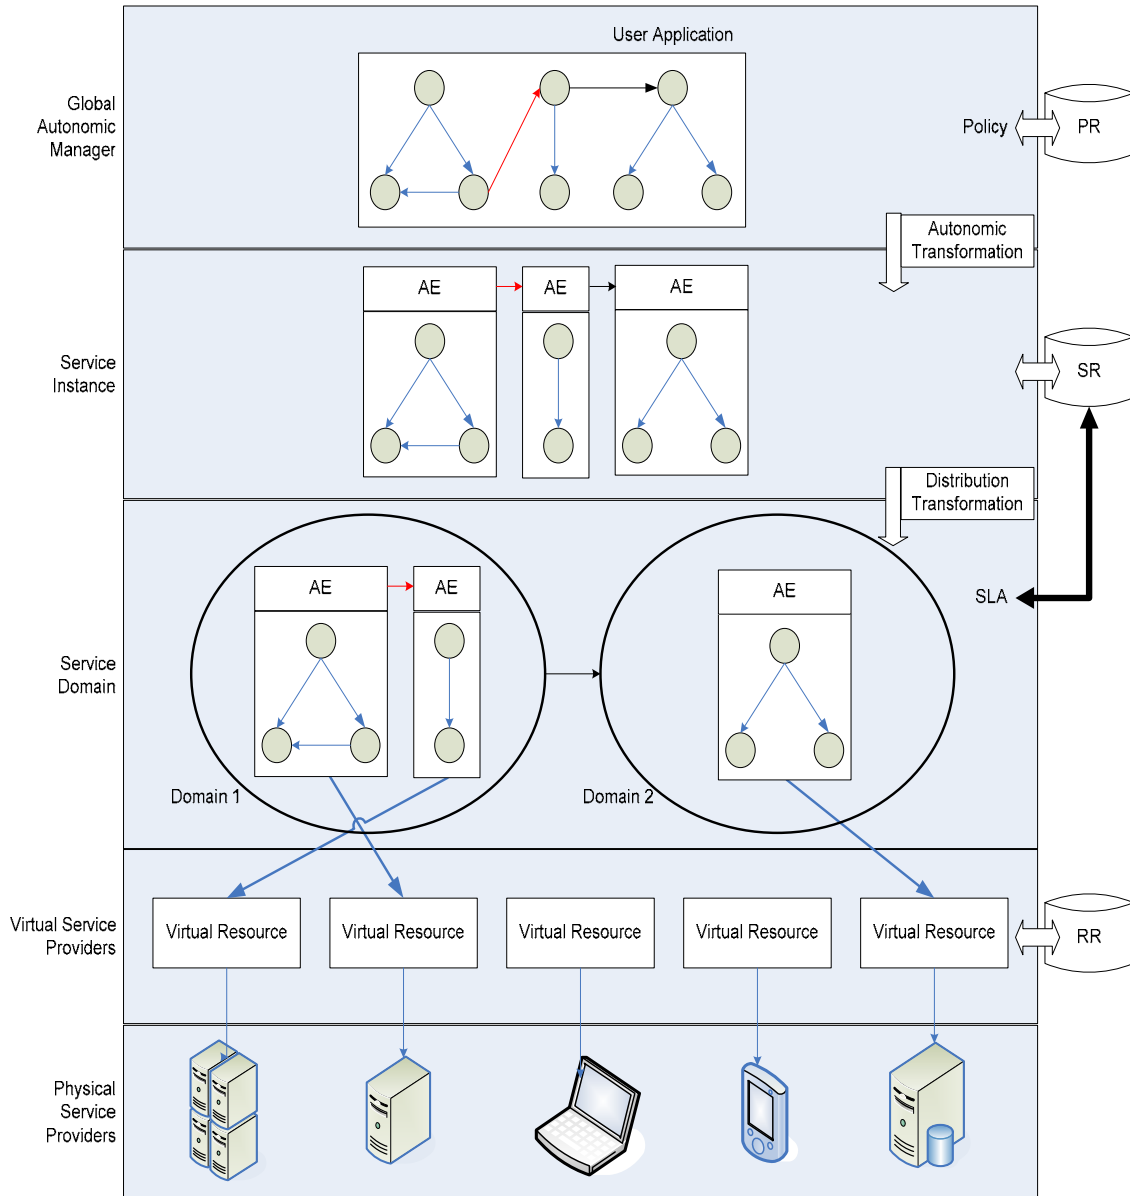 User Application
Global
Autonomic
Manager
Policy
PR
Autonomic
Transformation
AE
AE
AE
Service
Instance
SR
Distribution
Transformation
AE
AE
AE
SLA
Service
Domain
Domain 1
Domain 2
Virtual Service
Providers
Virtual Resource
Virtual Resource
Virtual Resource
Virtual Resource
Virtual Resource
RR
Physical
Service
Providers